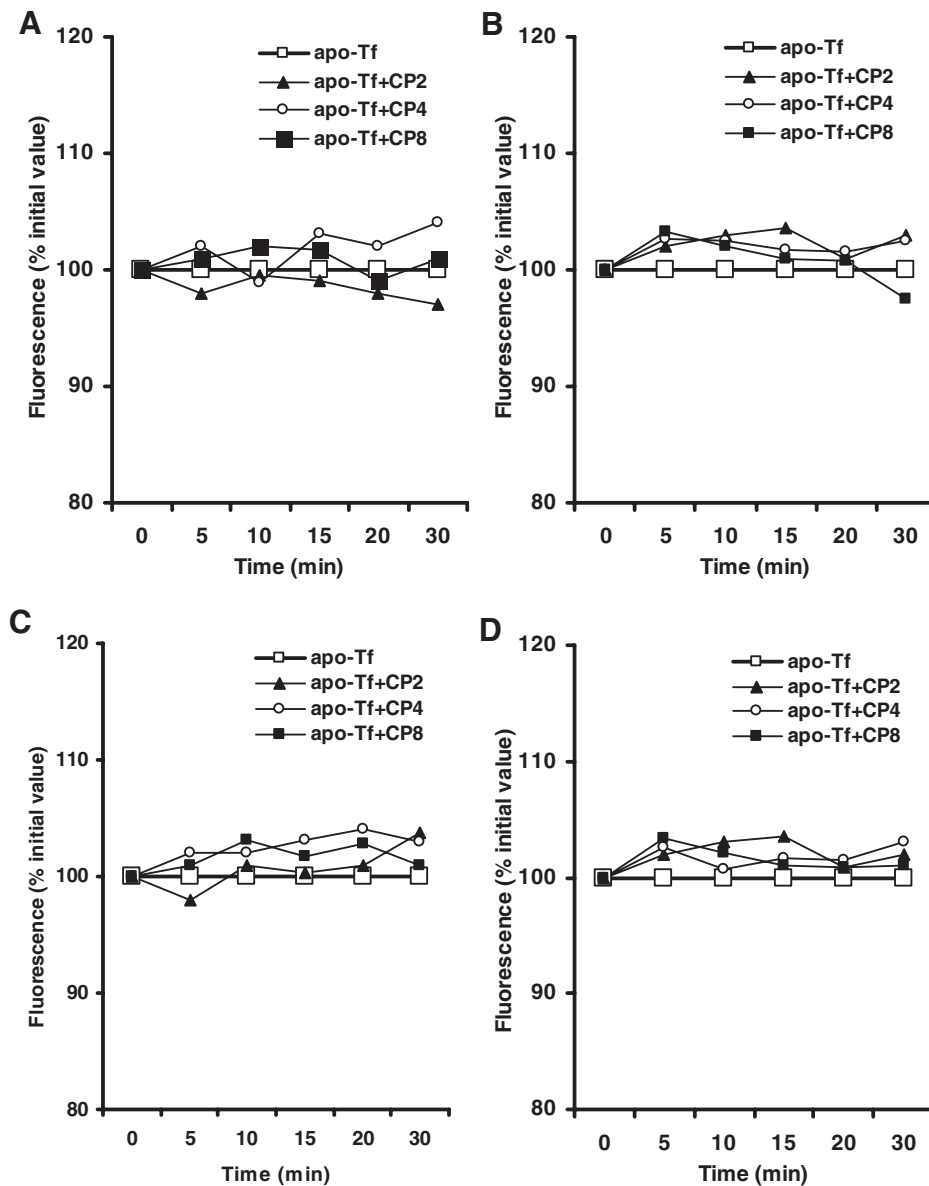 A
120
110
100
90
80
Fluorescence (% initial value)
apo-Tf
apo-Tf+CP2
apo-Tf+CP4
apo-Tf+CP8
0 5 10 15 20 30
Time (min)
B
120
110
100
90
80
Fluorescence (% initial value)
apo-Tf
apo-Tf+CP2
apo-Tf+CP4
apo-Tf+CP8
0 5 10 15 20 30
Time (min)
C
120
110
100
90
80
Fluorescence (% initial value)
apo-Tf
apo-Tf+CP2
apo-Tf+CP4
apo-Tf+CP8
0 5 10 15 20 30
Time (min)
D
120
110
100
90
80
Fluorescence (% initial value)
apo-Tf
apo-Tf+CP2
apo-Tf+CP4
apo-Tf+CP8
0 5 10 15 20 30
Time (min)